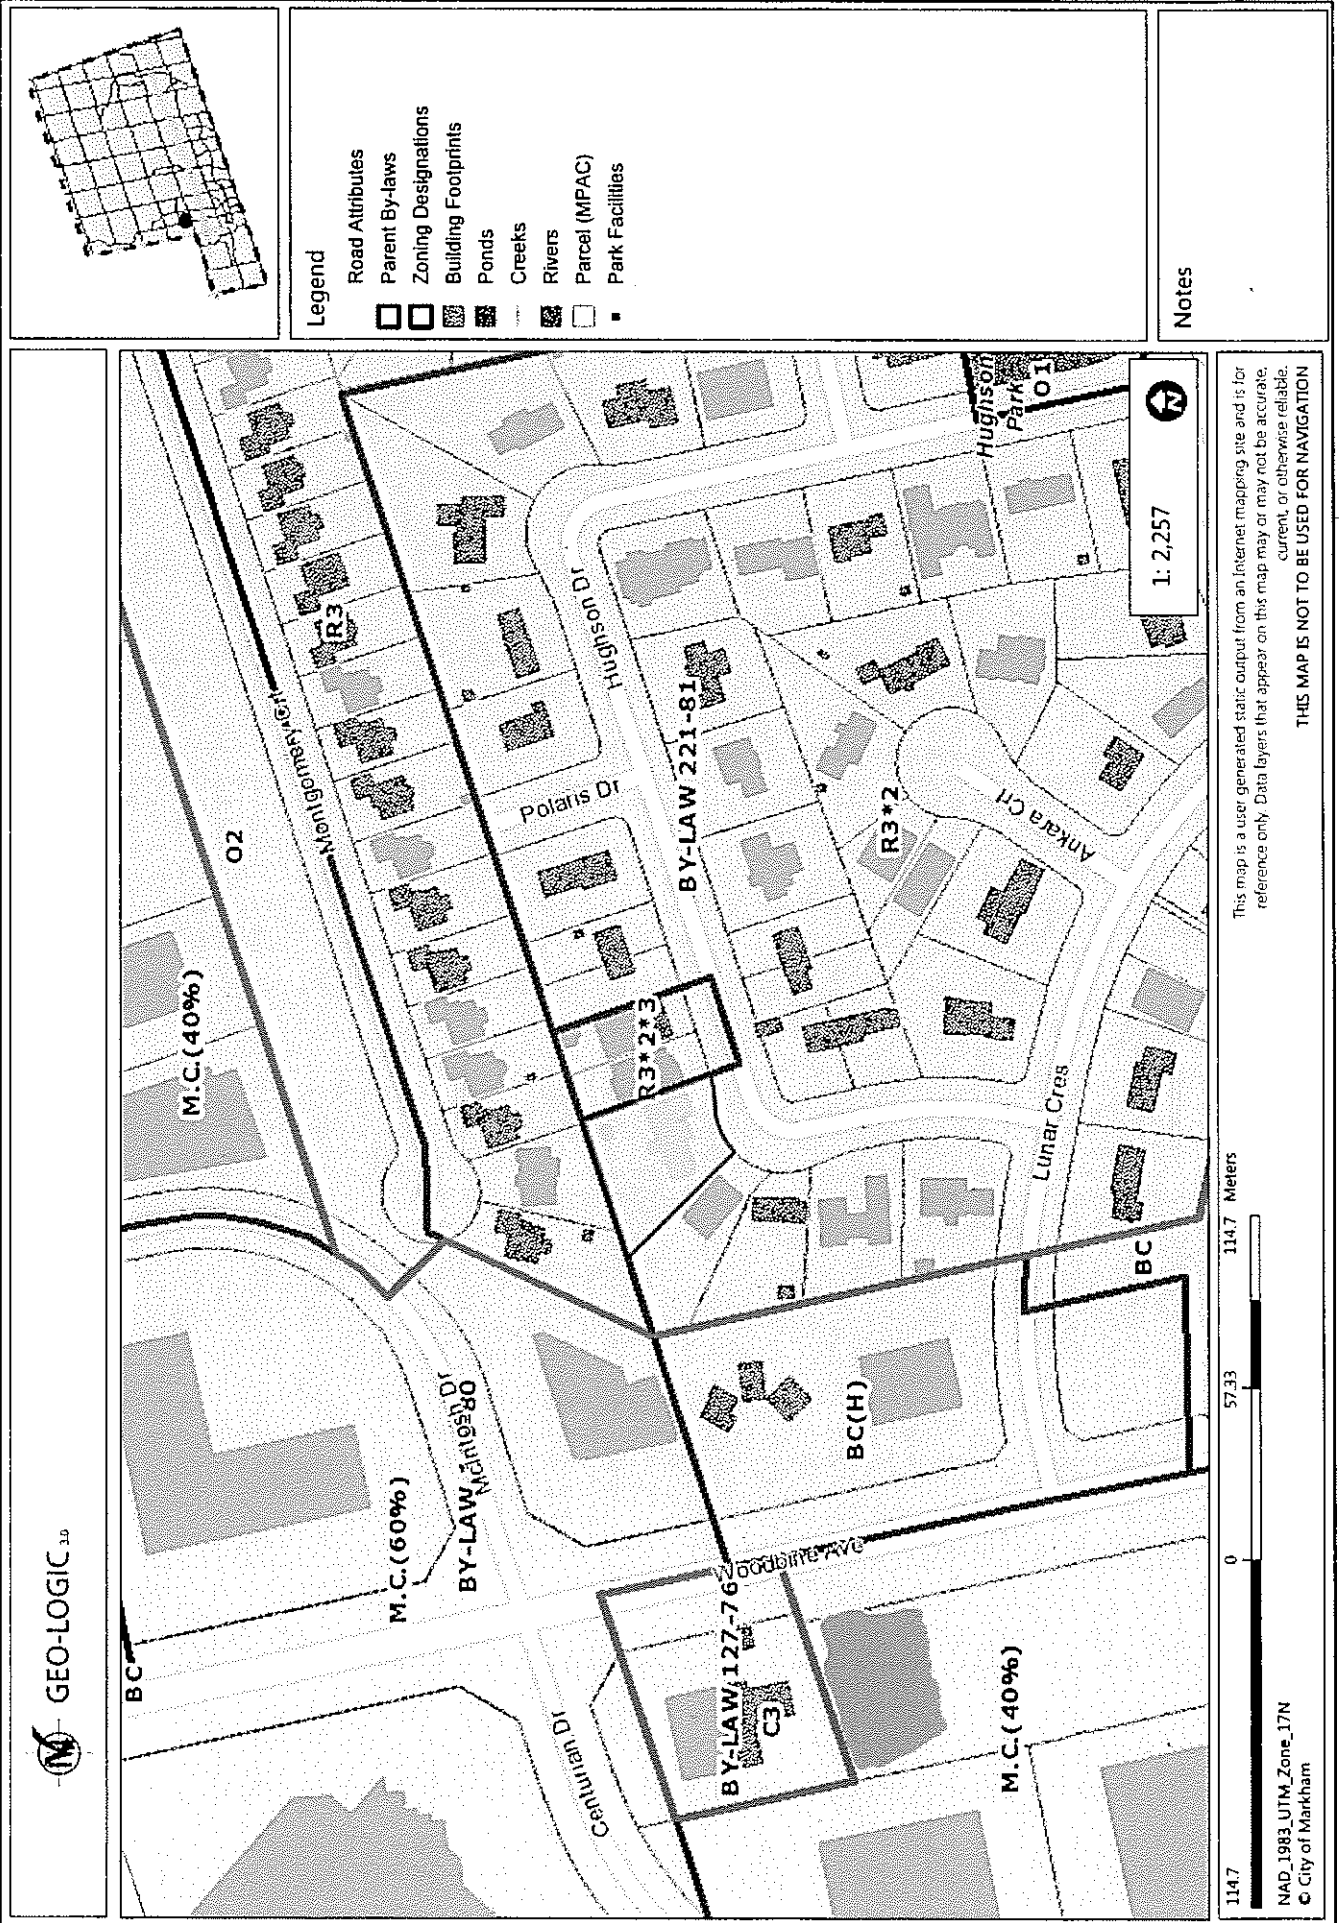 GEO-LOGIC 3.0
BC
M.C.(60%)
BY-LAW
McIntosh Dr
M.C.(40%)
O2
Montgomery Crt
R3
Centurian Dr
BY-LAW 127-76
C3
Woodbine Ave
BC(H)
R3*2*3
Polaris Dr
Hughson Dr
BY-LAW 221-81
R3*2
Ankara Crt
Lunar Cres
BC
M.C.(40%)
Hughson
Park
O1
1: 2,257
Legend
Road Attributes
Parent By-laws
Zoning Designations
Building Footprints
Ponds
Creeks
Rivers
Parcel (MPAC)
Park Facilities
Notes
114.7
0
57.33
114.7 Meters
NAD_1983_UTM_Zone_17N
© City of Markham
This map is a user generated static output from an Internet mapping site and is for
reference only. Data layers that appear on this map may or may not be accurate,
current, or otherwise reliable.
THIS MAP IS NOT TO BE USED FOR NAVIGATION